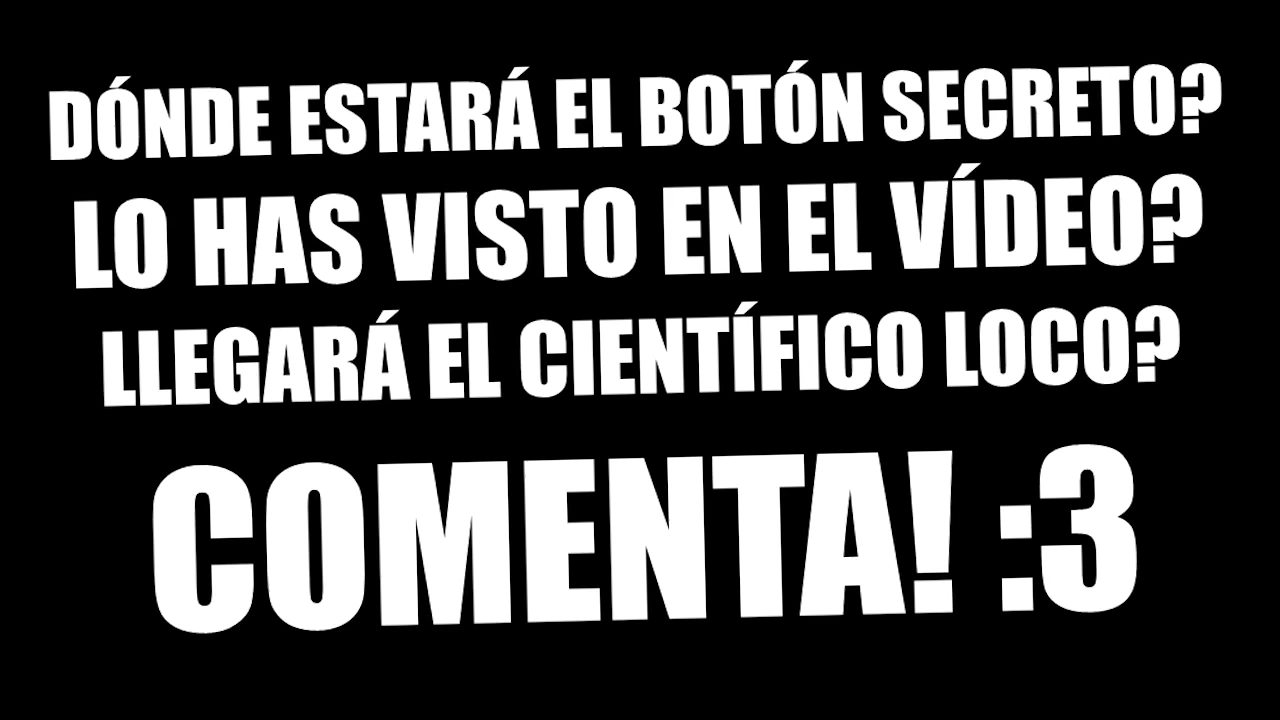 DÓNDE ESTARÁ EL BOTÓN SECRETO?
LO HAS VISTO EN EL VÍDEO?
LLEGARÁ EL CIENTÍFICO LOCO?
COMENTA! :3